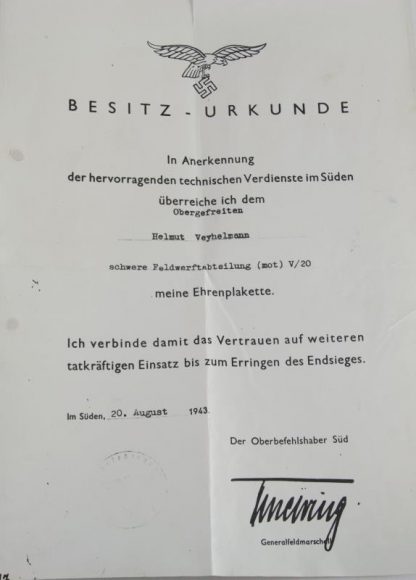 BESITZ-URKUNDE
In Anerkennung
der hervorragenden technischen Verdienste im Süden
überreiche ich dem
Obergefreiten
Helmut Veyhelmann
schwere Feldwerftabteilung (mot) V/20
meine Ehrenplakette.
Ich verbinde damit das Vertrauen auf weiteren
tatkräftigen Einsatz bis zum Erringen des Endsieges.
Im Süden, 20. August 1943.
Der Oberbefehlshaber Süd
Generalfeldmarschall